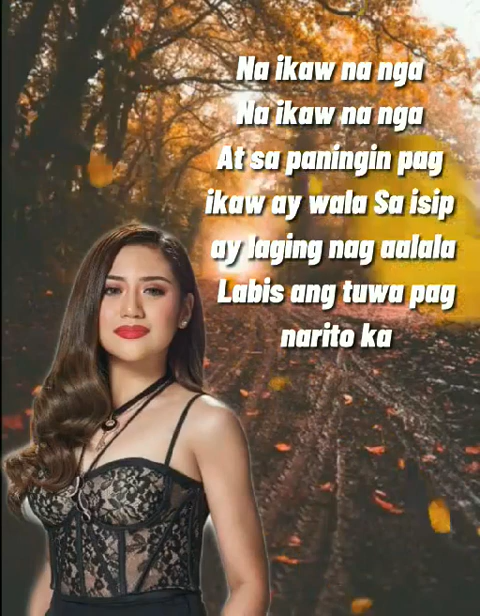 Na ikaw na nga
Na ikaw na nga
At sa paningin pag
ikaw ay wala Sa isip
ay laging nag aalala
Labis ang tuwa pag
narito ka